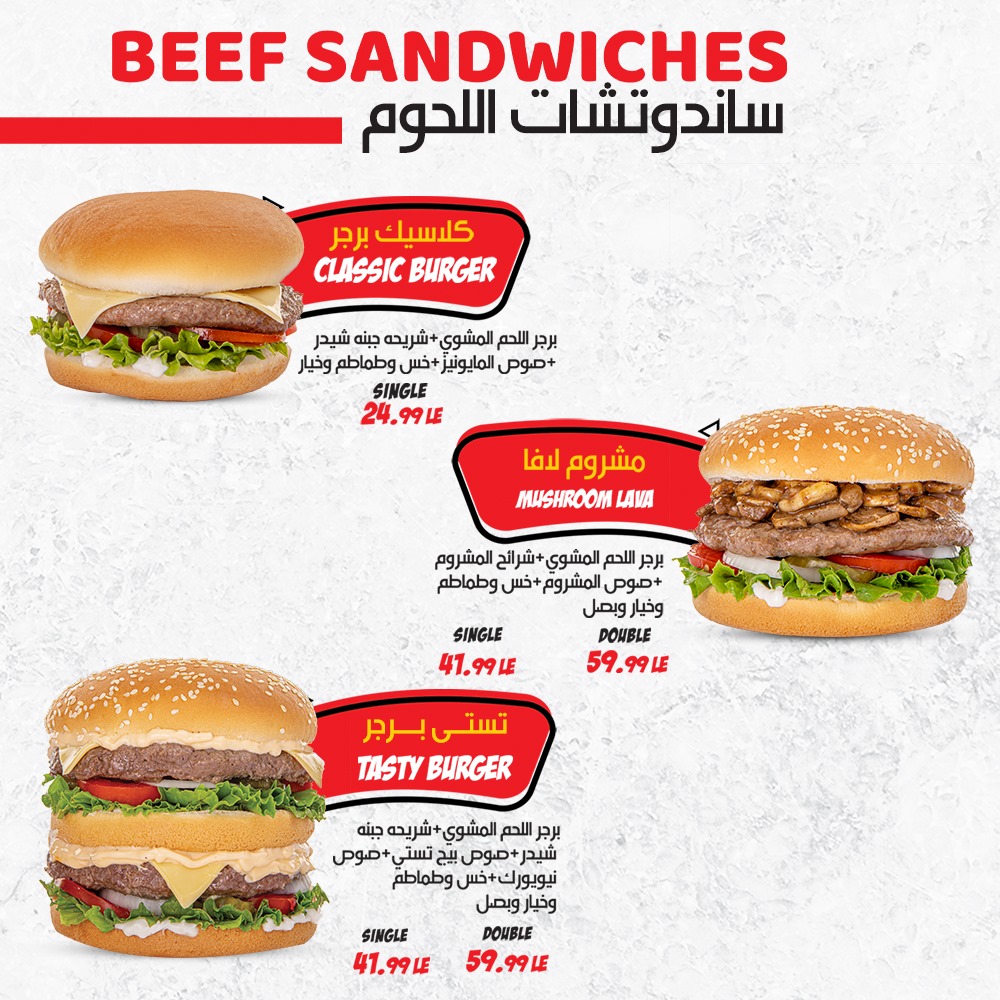 BEEF SANDWICHES
ساندوتشات اللحوم
كلاسيك برجر
CLASSIC BURGER
برجر اللحم المشوي+شريحه جبنه شيدر
+صوص المايونيز+خس وطماطم وخيار
SINGLE
24.99 LE
مشروم لافا
MUSHROOM LAVA
برجر اللحم المشوي+شرائح المشروم
+صوص المشروم+خس وطماطم
وخيار وبصل
SINGLE DOUBLE
41.99 LE 59.99 LE
تستى برجر
TASTY BURGER
برجر اللحم المشوي+شريحه جبنه
شيدر+صوص بيج تستي+صوص
نيويورك+خس وطماطم
وخيار وبصل
SINGLE DOUBLE
41.99 LE 59.99 LE